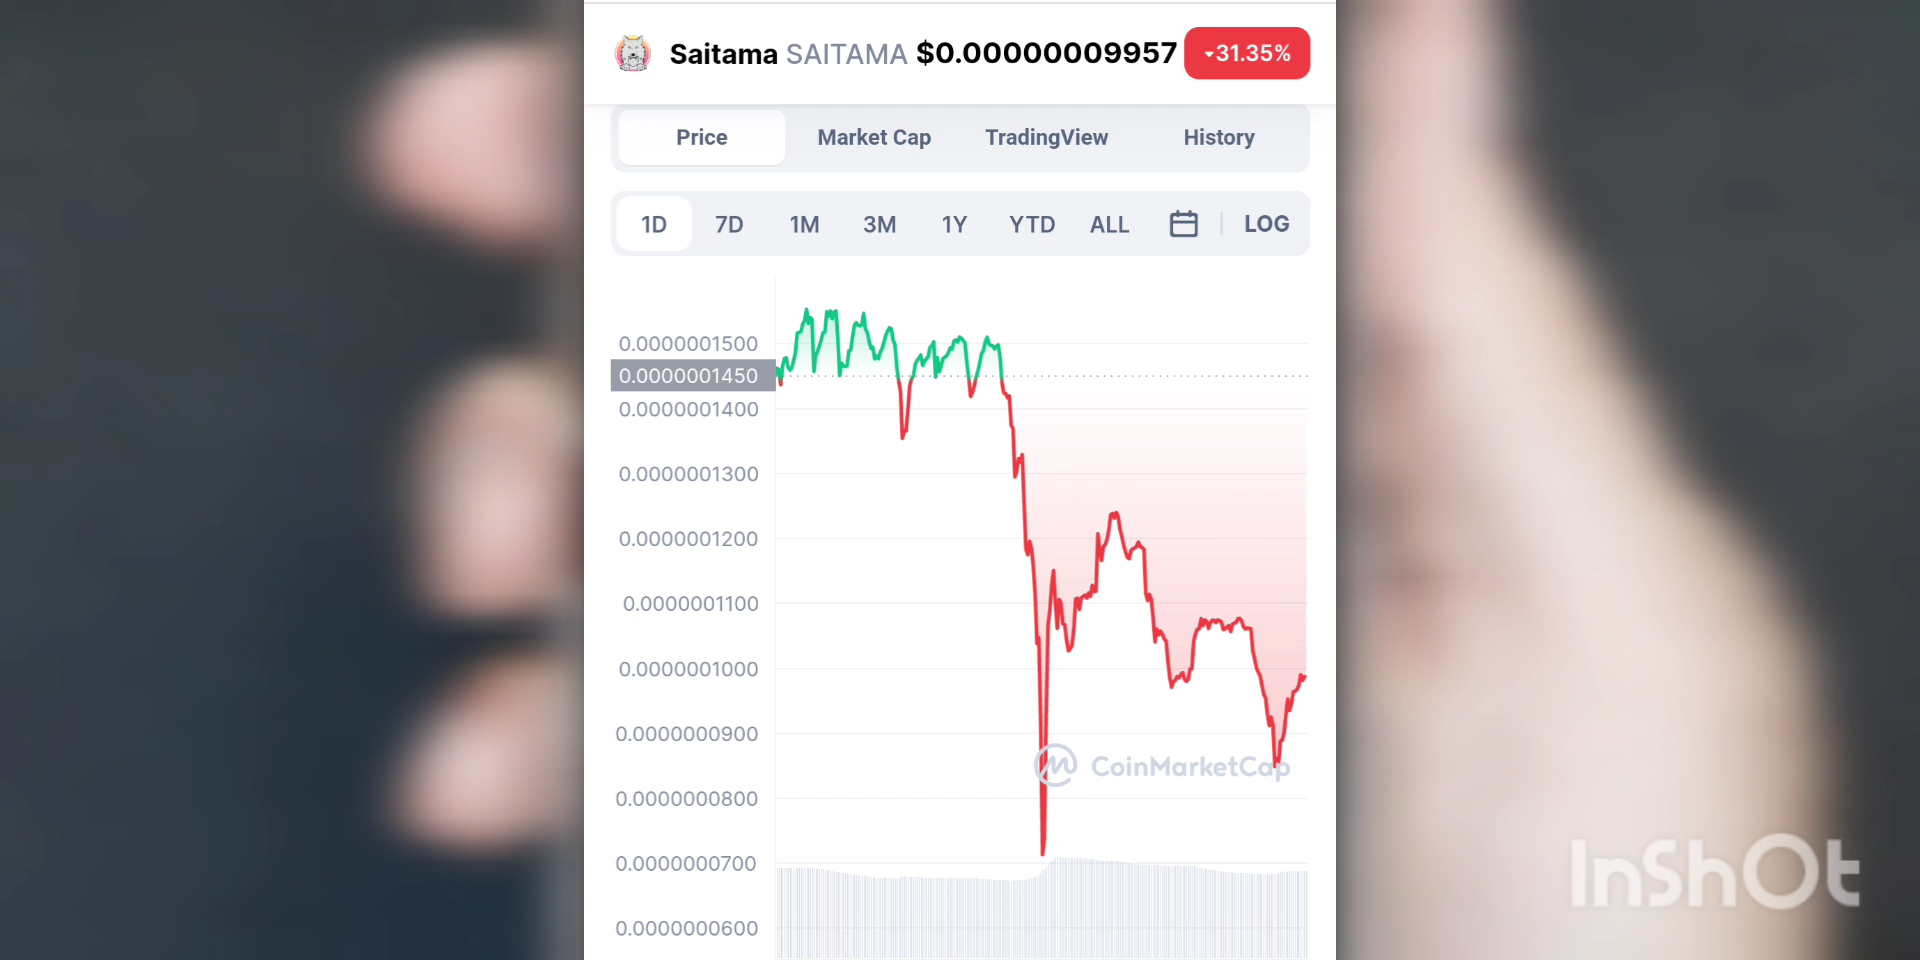 Saitama SAITAMA $0.00000009957 31.35%
Price Market Cap TradingView History
1D 7D 1M 3M 1Y YTD ALL LOG
0.0000001500
0.0000001450
0.0000001400
0.0000001300
0.0000001200
0.0000001100
0.0000001000
0.0000000900
CoinMarketCap
0.0000000800
0.0000000700
InShOt
0.0000000600